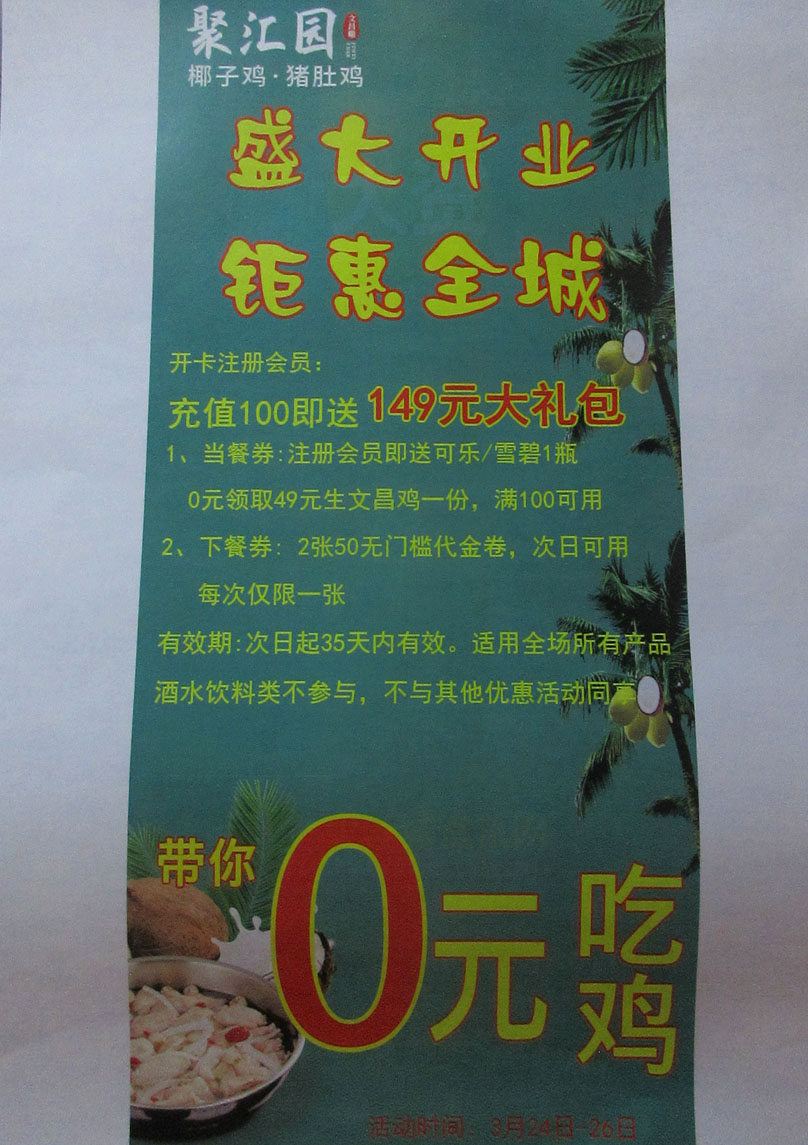 聚汇园
文昌鸡
椰子鸡·猪肚鸡
盛大开业
钜惠全城
开卡注册会员：
充值100即送149元大礼包
1、当餐券:注册会员即送可乐/雪碧1瓶
0元领取49元生文昌鸡一份，满100可用
2、下餐券：2张50无门槛代金卷，次日可用
每次仅限一张
有效期:次日起35天内有效。适用全场所有产品
酒水饮料类不参与，不与其他优惠活动同享
带你
0元
吃鸡
活动时间：3月24日-26日